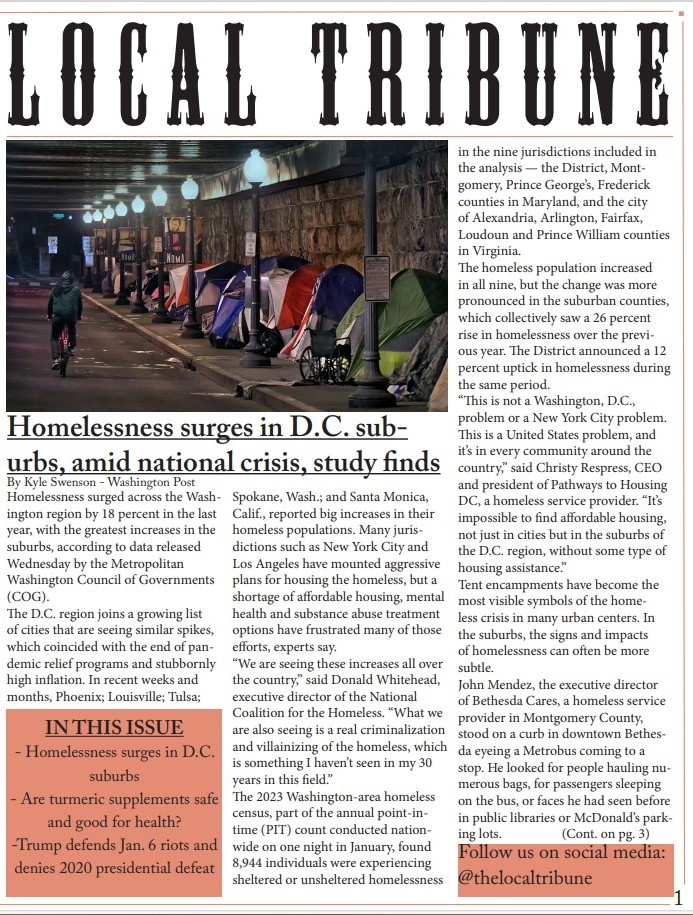 LOCAL TRIBUNE
NOMA
Homelessness surges in D.C. sub-
urbs, amid national crisis, study finds
By Kyle Swenson - Washington Post
Homelessness surged across the Wash-
ington region by 18 percent in the last
year, with the greatest increases in the
suburbs, according to data released
Wednesday by the Metropolitan
Washington Council of Governments
(COG).
The D.C. region joins a growing list
of cities that are seeing similar spikes,
which coincided with the end of pan-
demic relief programs and stubbornly
high inflation. In recent weeks and
months, Phoenix; Louisville; Tulsa;
Spokane, Wash.; and Santa Monica,
Calif., reported big increases in their
homeless populations. Many juris-
dictions such as New York City and
Los Angeles have mounted aggressive
plans for housing the homeless, but a
shortage of affordable housing, mental
health and substance abuse treatment
options have frustrated many of those
efforts, experts say.
“We are seeing these increases all over
the country,” said Donald Whitehead,
executive director of the National
Coalition for the Homeless. “What we
are also seeing is a real criminalization
and villainizing of the homeless, which
is something I haven’t seen in my 30
years in this field.”
The 2023 Washington-area homeless
census, part of the annual point-in-
time (PIT) count conducted nation-
wide on one night in January, found
8,944 individuals were experiencing
sheltered or unsheltered homelessness
in the nine jurisdictions included in
the analysis — the District, Mont-
gomery, Prince George’s, Frederick
counties in Maryland, and the city
of Alexandria, Arlington, Fairfax,
Loudoun and Prince William counties
in Virginia.
The homeless population increased
in all nine, but the change was more
pronounced in the suburban counties,
which collectively saw a 26 percent
rise in homelessness over the previ-
ous year. The District announced a 12
percent uptick in homelessness during
the same period.
“This is not a Washington, D.C.,
problem or a New York City problem.
This is a United States problem, and
it’s in every community around the
country,” said Christy Respress, CEO
and president of Pathways to Housing
DC, a homeless service provider. “It’s
impossible to find affordable housing,
not just in cities but in the suburbs of
the D.C. region, without some type of
housing assistance.”
Tent encampments have become the
most visible symbols of the home-
less crisis in many urban centers. In
the suburbs, the signs and impacts
of homelessness can often be more
subtle.
John Mendez, the executive director
of Bethesda Cares, a homeless service
provider in Montgomery County,
stood on a curb in downtown Bethes-
da eyeing a Metrobus coming to a
stop. He looked for people hauling nu-
merous bags, for passengers sleeping
on the bus, or faces he had seen before
in public libraries or McDonald’s park-
ing lots. (Cont. on pg. 3)
IN THIS ISSUE
- Homelessness surges in D.C.
suburbs
- Are turmeric supplements safe
and good for health?
-Trump defends Jan. 6 riots and
denies 2020 presidential defeat
Follow us on social media:
@thelocaltribune
1